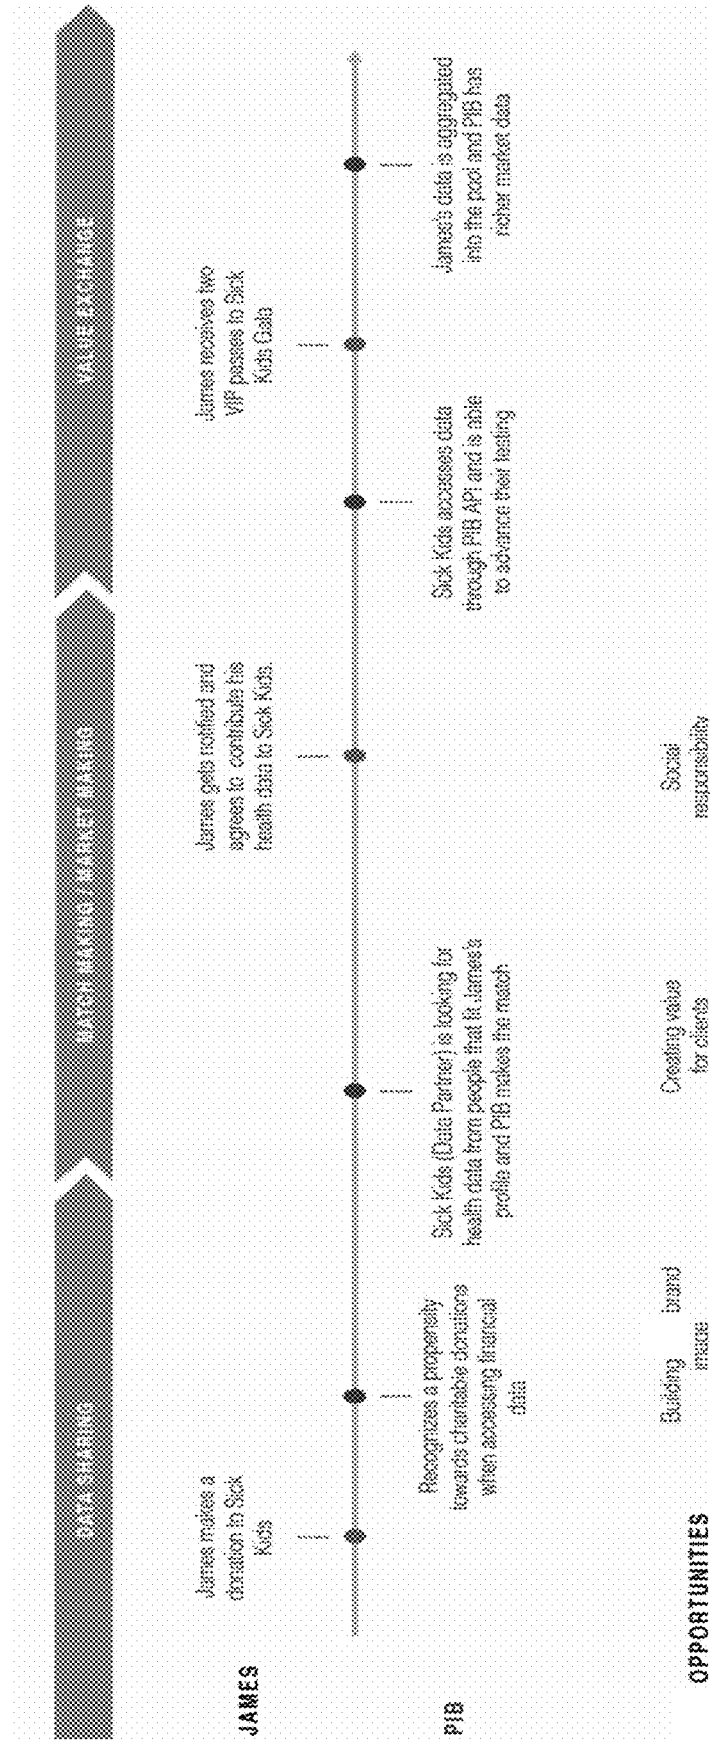 DATA SHARING
MATCH MAKING / MARKET MAKING
VALUE EXCHANGE
JAMES
James makes a
donation to Sick
Kids
James gets notified and
agrees to contribute his
health data to Sick Kids.
James receives two
VIP passes to Sick
Kids Gala
PIB
Recognizes a propensity
towards charitable donations
when accessing financial
data
Sick Kids (Data Partner) is looking for
health data from people that fit James's
profile and PIB makes the match
Sick Kids accesses data
through PIB API and is able
to advance their testing
James's data is aggregated
into the pool and PIB has
richer market data
OPPORTUNITIES
Building brand
image
Creating value
for clients
Social
responsibility